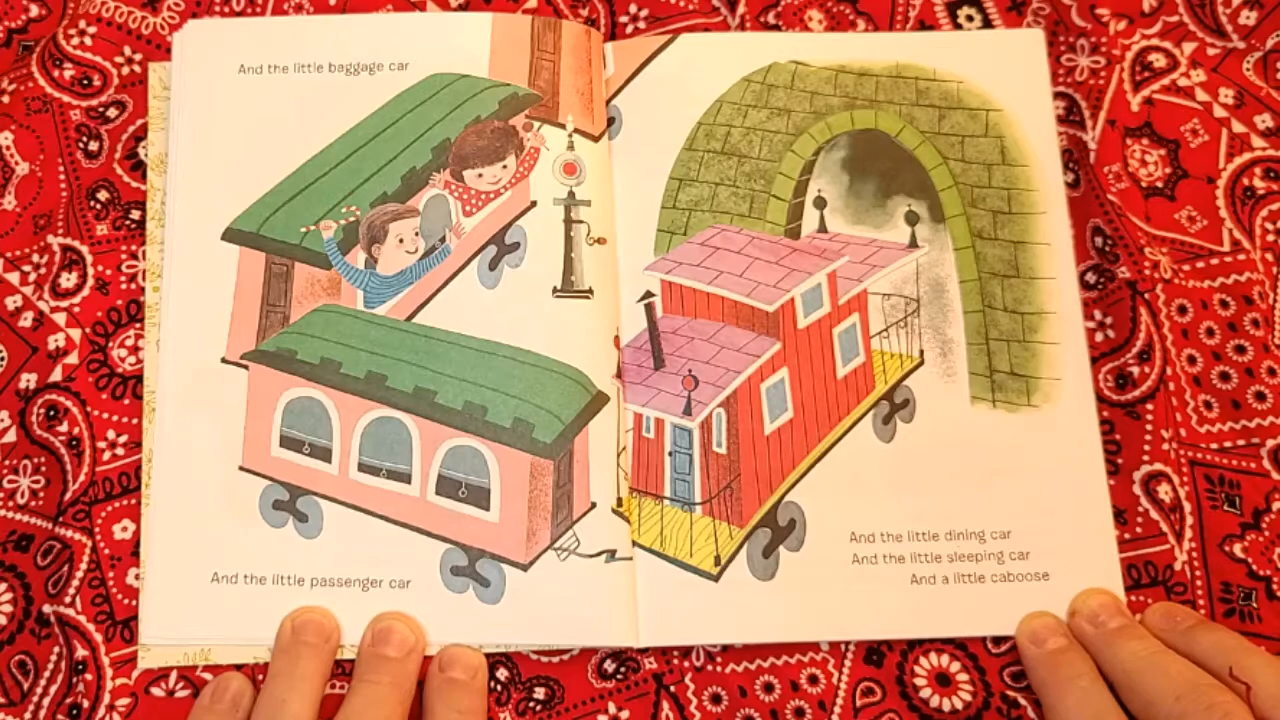 And the little baggage car
And the little passenger car
And the little dining car
And the little sleeping car
And a little caboose